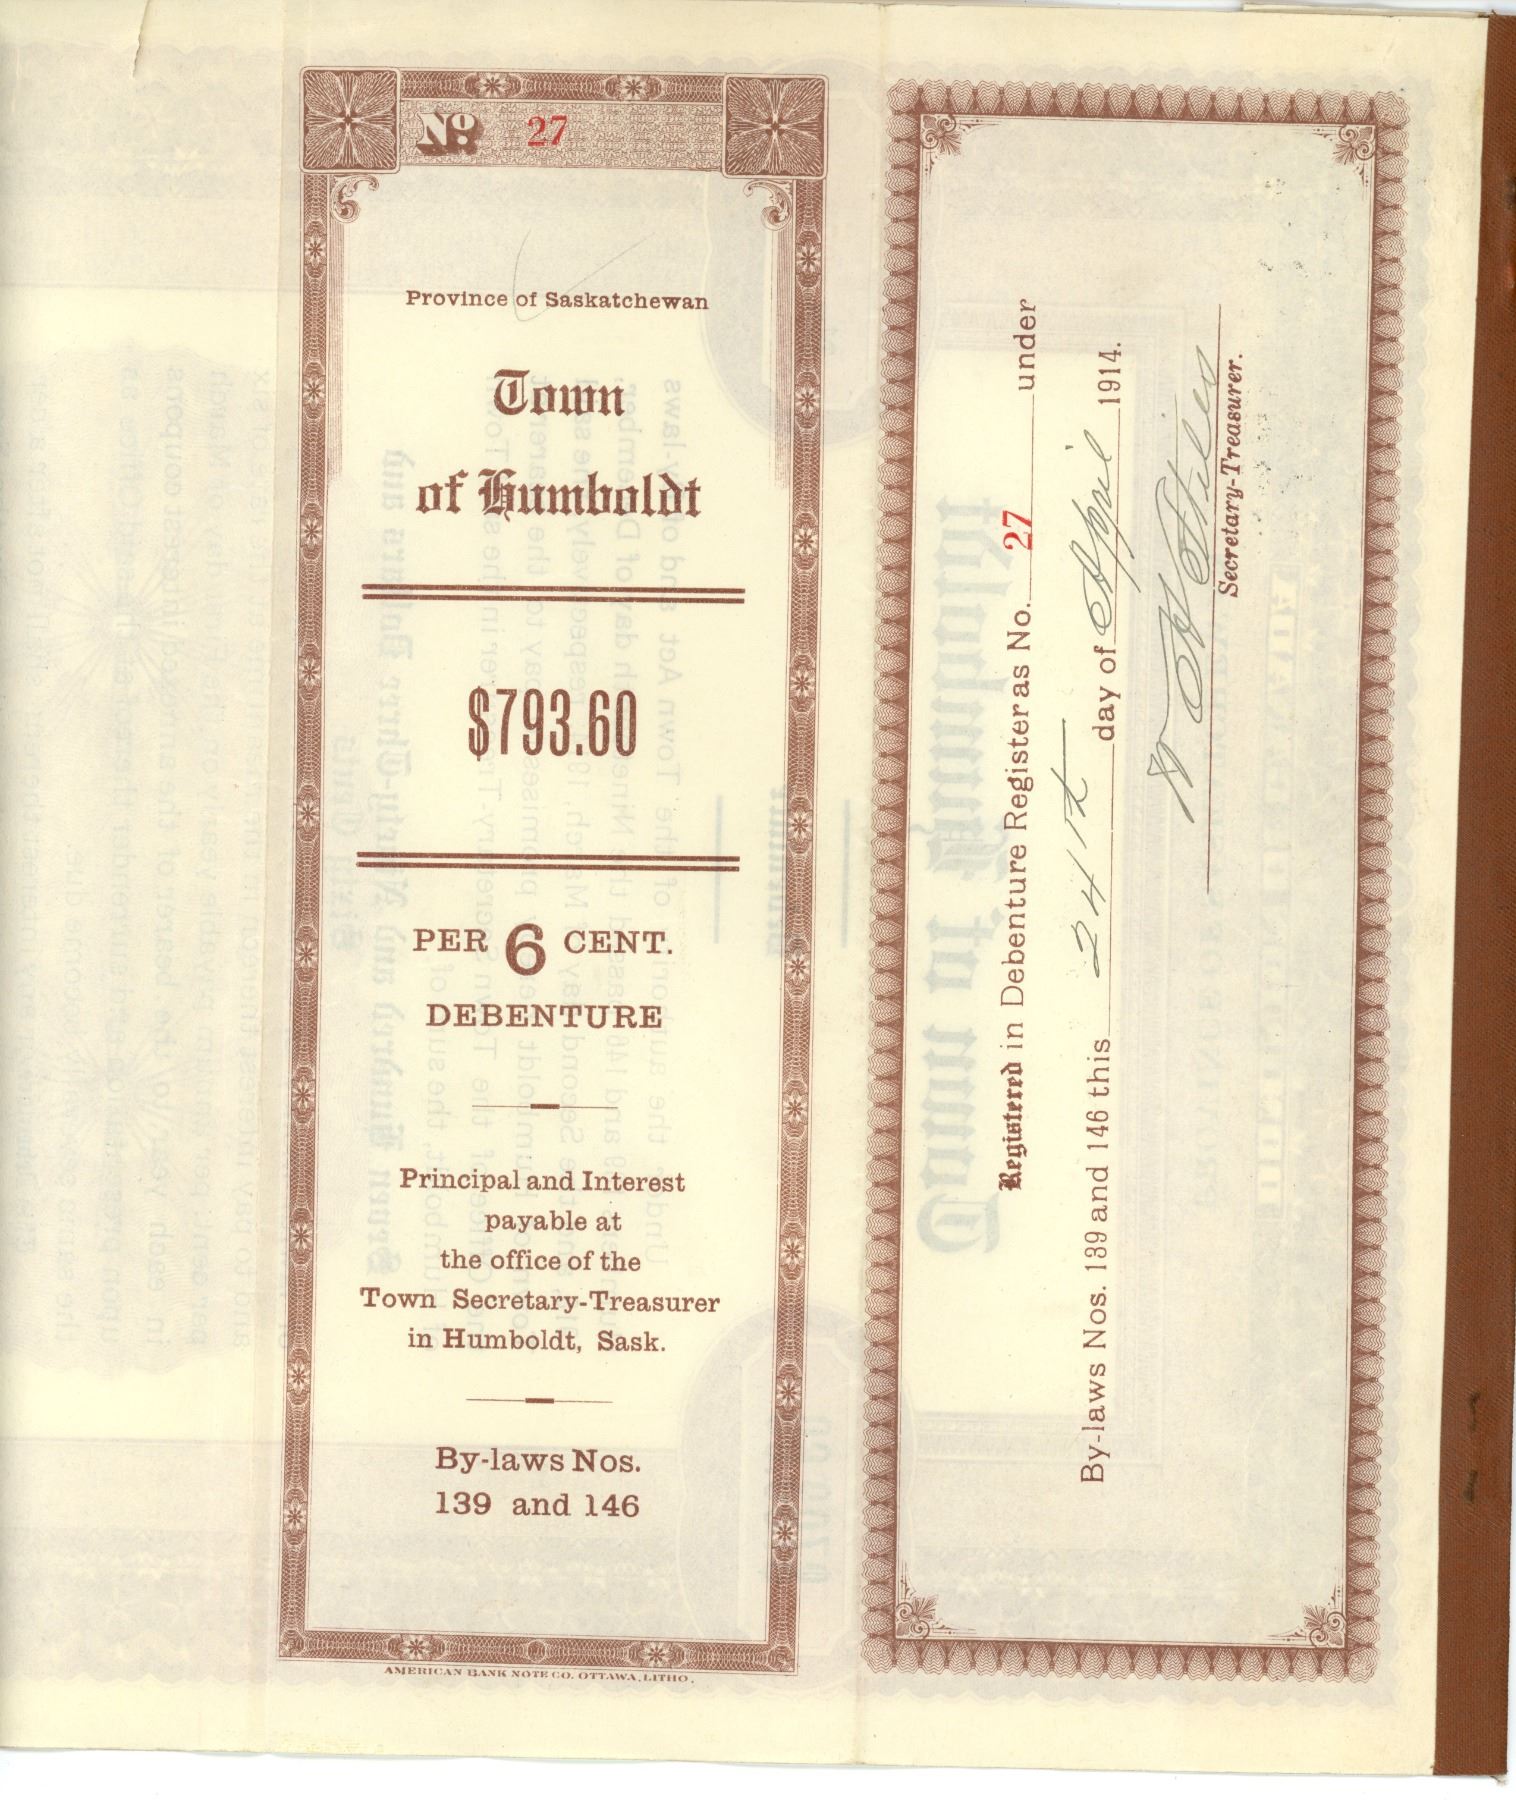 No. 27
Province of Saskatchewan
Town
of Humboldt
$793.60
PER 6 CENT.
DEBENTURE
Principal and Interest
payable at
the office of the
Town Secretary-Treasurer
in Humboldt, Sask.
By-laws Nos.
139 and 146
AMERICAN BANK NOTE CO. OTTAWA, LITHO.
Registered in Debenture Register as No. 27 under
By-laws Nos. 139 and 146 this 24th day of April 1914.
Secretary-Treasurer.